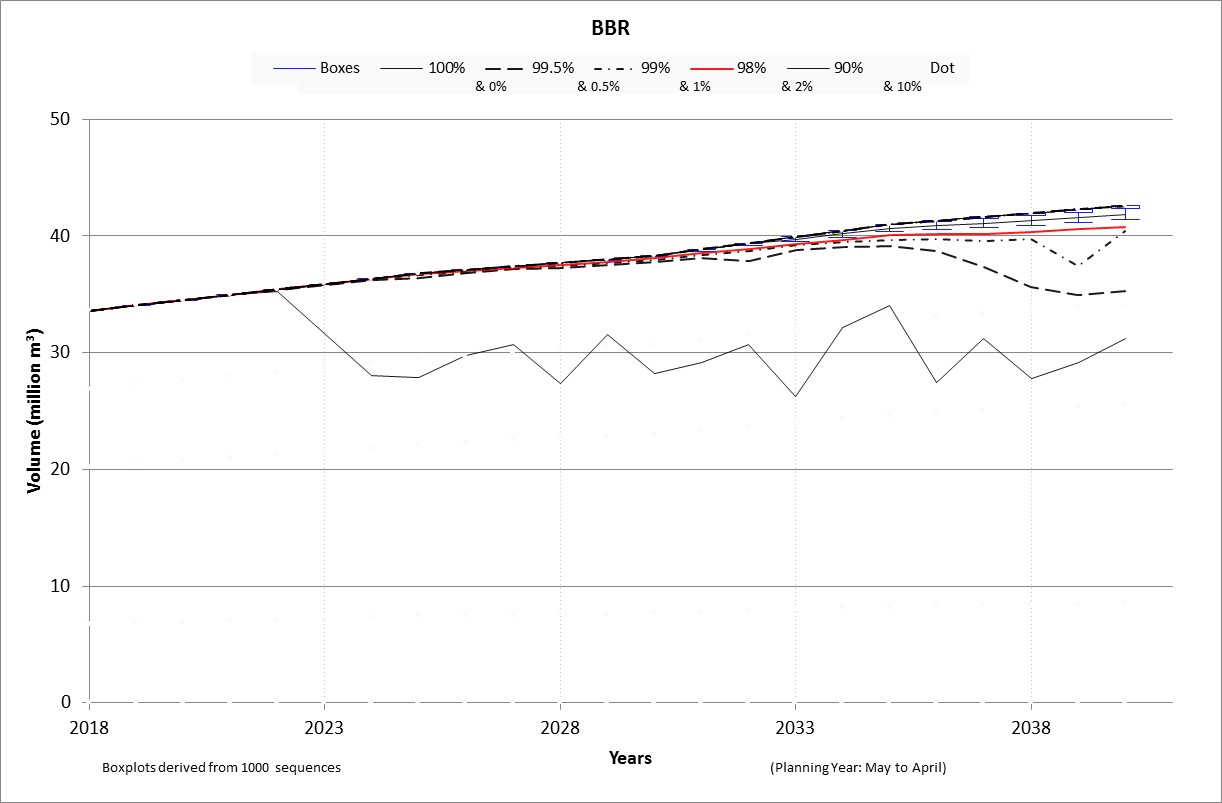 BBR
Boxes 100% 99.5% 99% 98% 90% Dot
& 0% & 0.5% & 1% & 2% & 10%
50
40
30
20
10
0
Volume (million m³)
2018 2023 2028 2033 2038
Years
Boxplots derived from 1000 sequences (Planning Year: May to April)